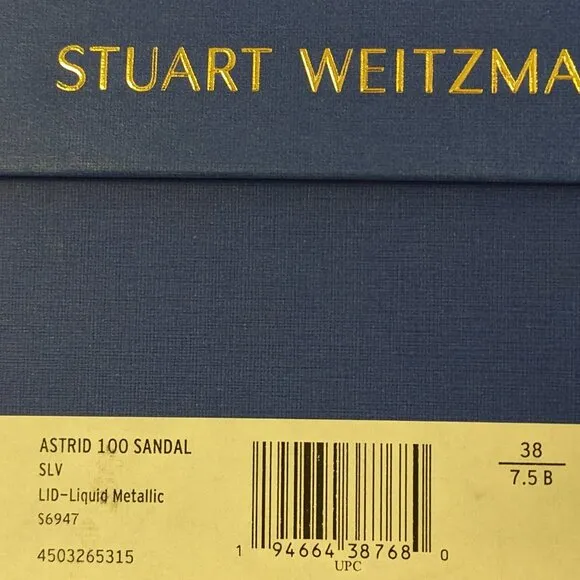 STUART WEITZMA
ASTRID 100 SANDAL
SLV
LID-Liquid Metallic
S6947
4503265315
1 94664 38768 0
UPC
38
7.5 B